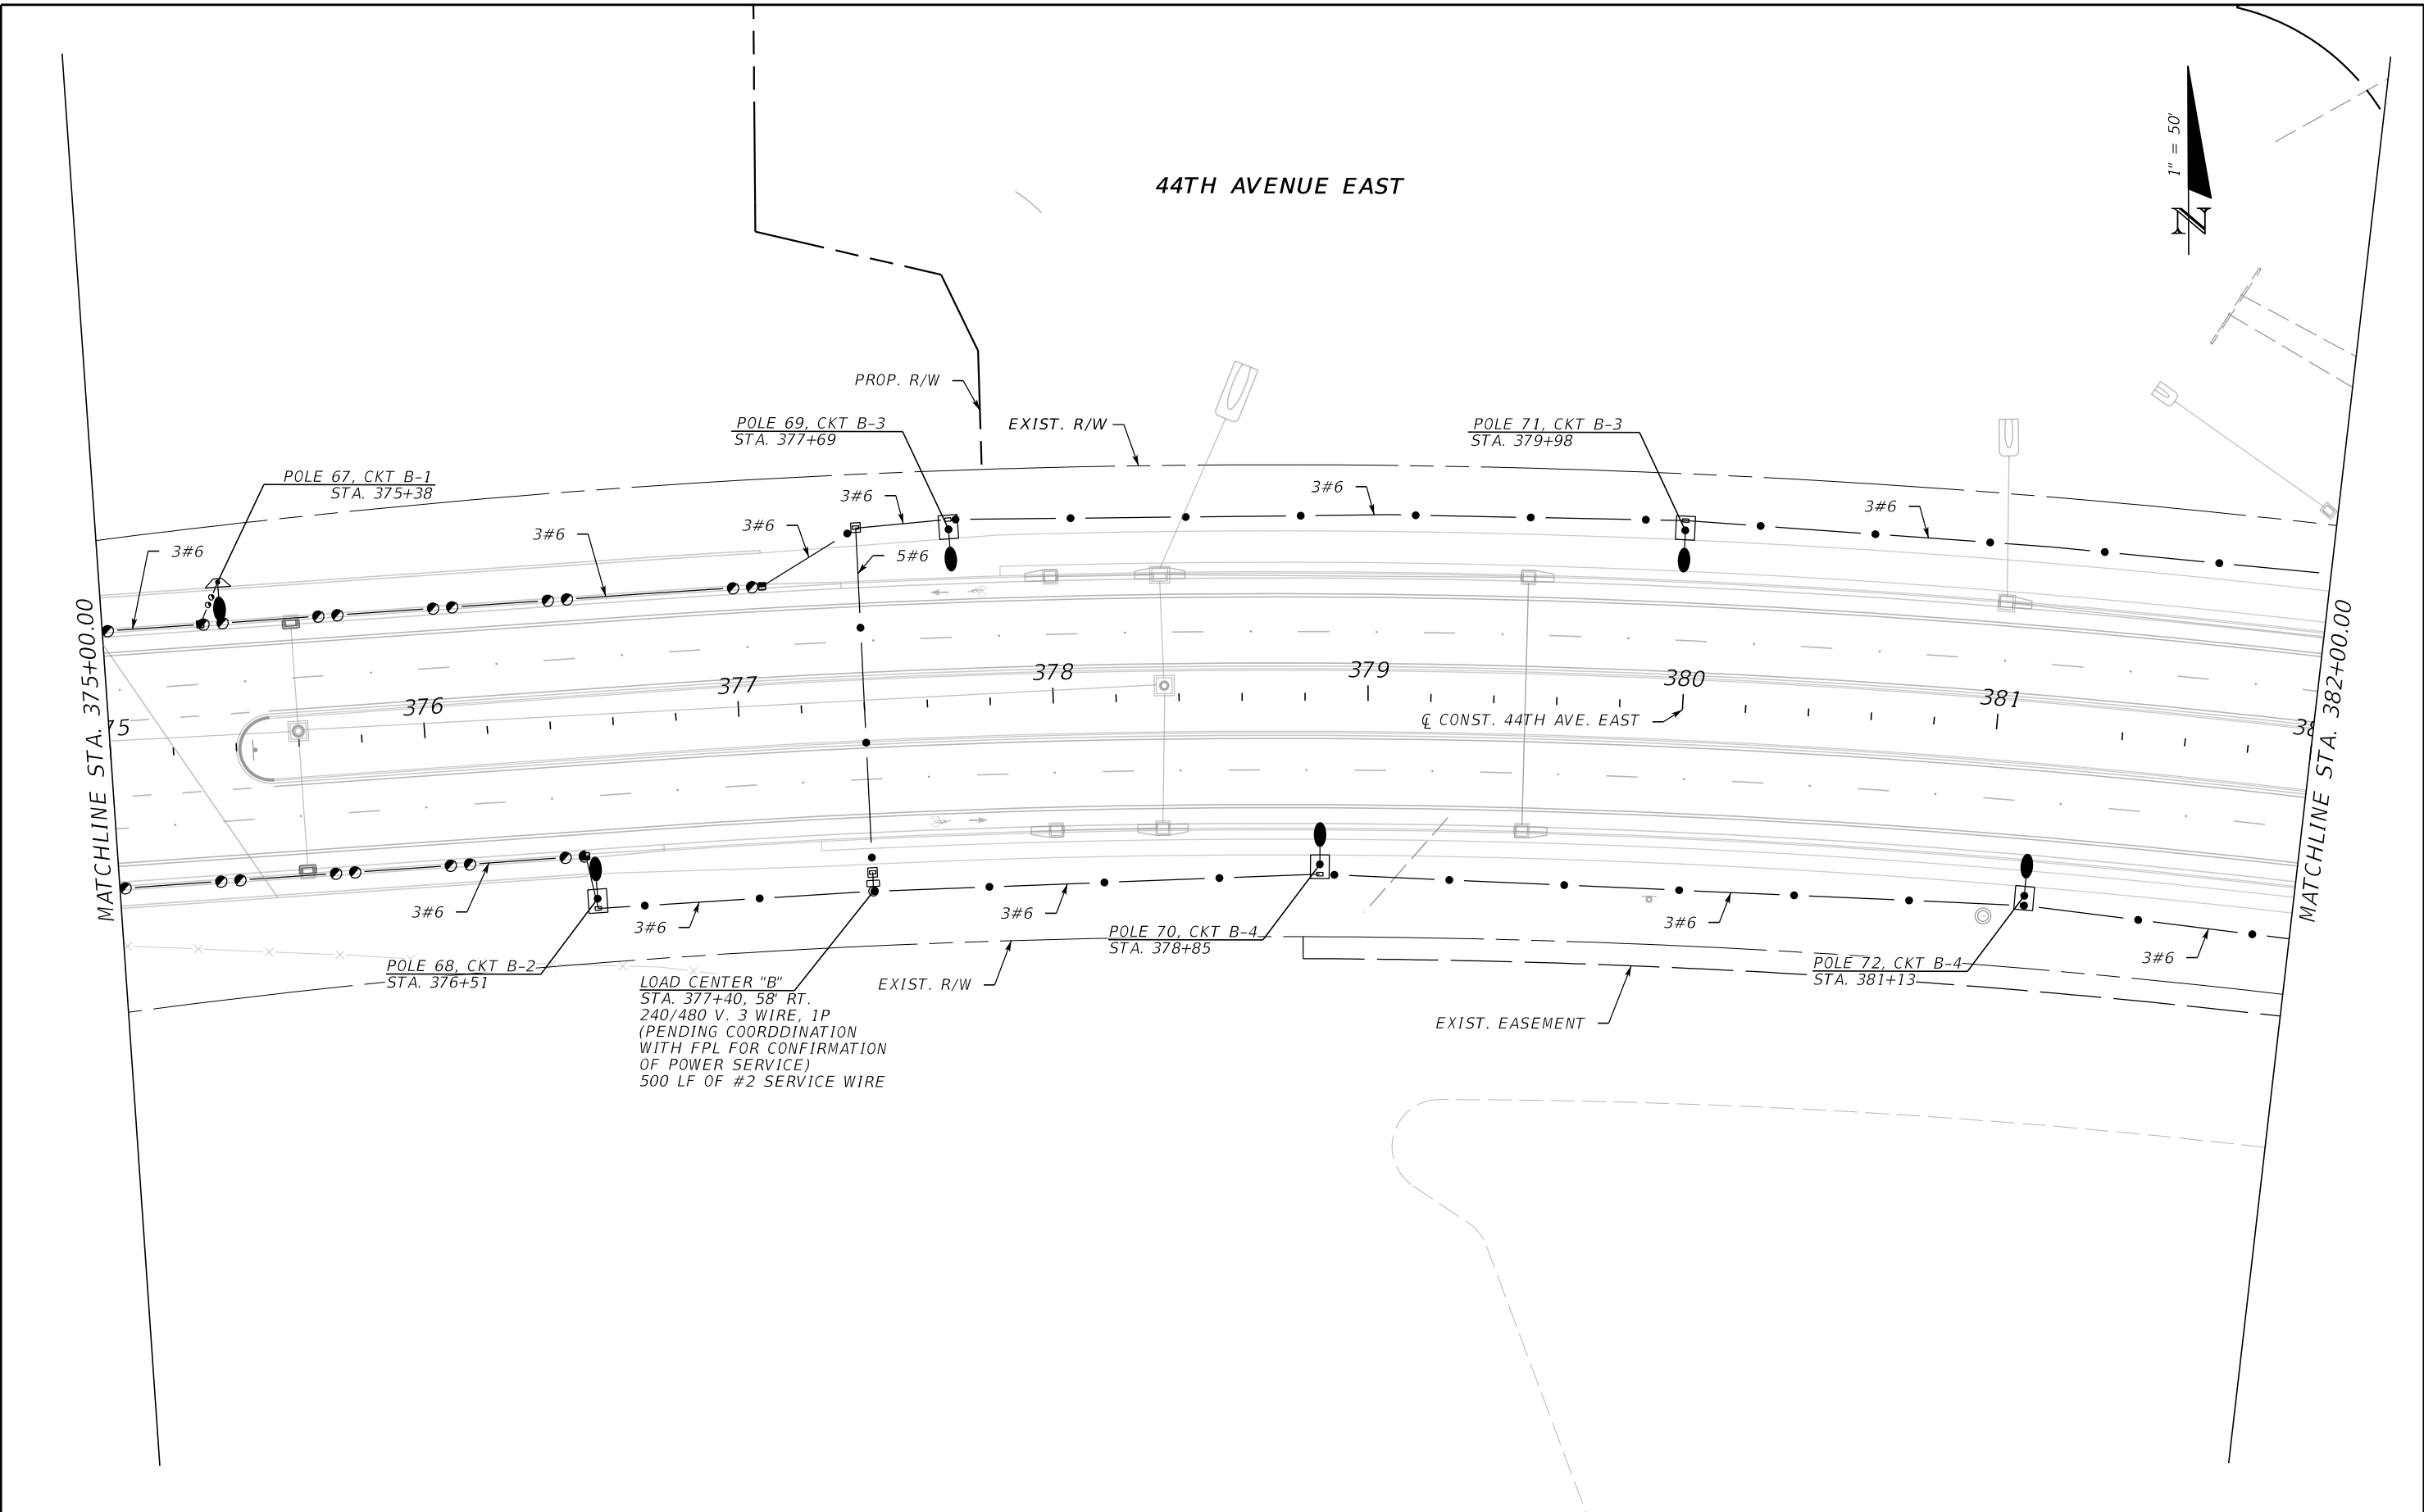 44TH AVENUE EAST
1" = 50'
N
PROP. R/W
POLE 69, CKT B-3
STA. 377+69
EXIST. R/W
POLE 71, CKT B-3
STA. 379+98
POLE 67, CKT B-1
STA. 375+38
3#6
3#6
3#6
3#6
3#6
3#6
5#6
MATCHLINE STA. 375+00.00
75
376
377
378
379
380
381
38
℄ CONST. 44TH AVE. EAST
MATCHLINE STA. 382+00.00
3#6
3#6
3#6
3#6
3#6
POLE 68, CKT B-2
STA. 376+51
LOAD CENTER "B"
STA. 377+40, 58' RT.
240/480 V. 3 WIRE, 1P
(PENDING COORDDINATION
WITH FPL FOR CONFIRMATION
OF POWER SERVICE)
500 LF OF #2 SERVICE WIRE
EXIST. R/W
POLE 70, CKT B-4
STA. 378+85
EXIST. EASEMENT
POLE 72, CKT B-4
STA. 381+13